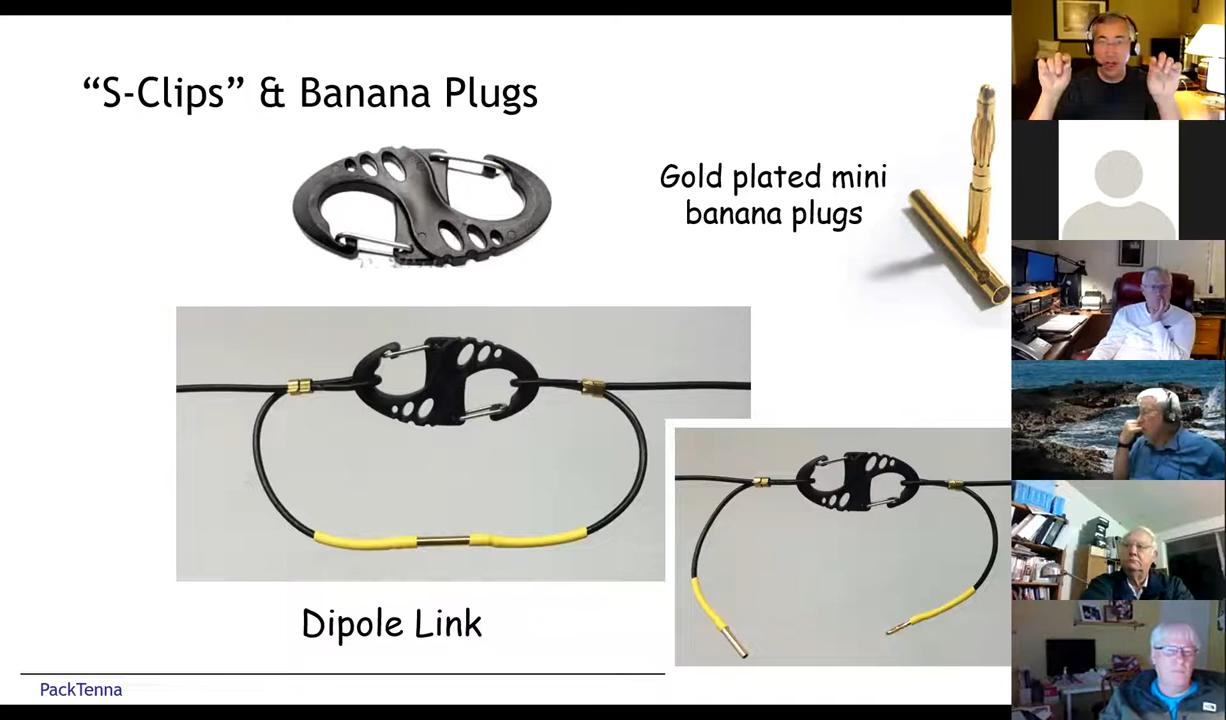 “S-Clips” & Banana Plugs
Gold plated mini
banana plugs
Dipole Link
PackTenna